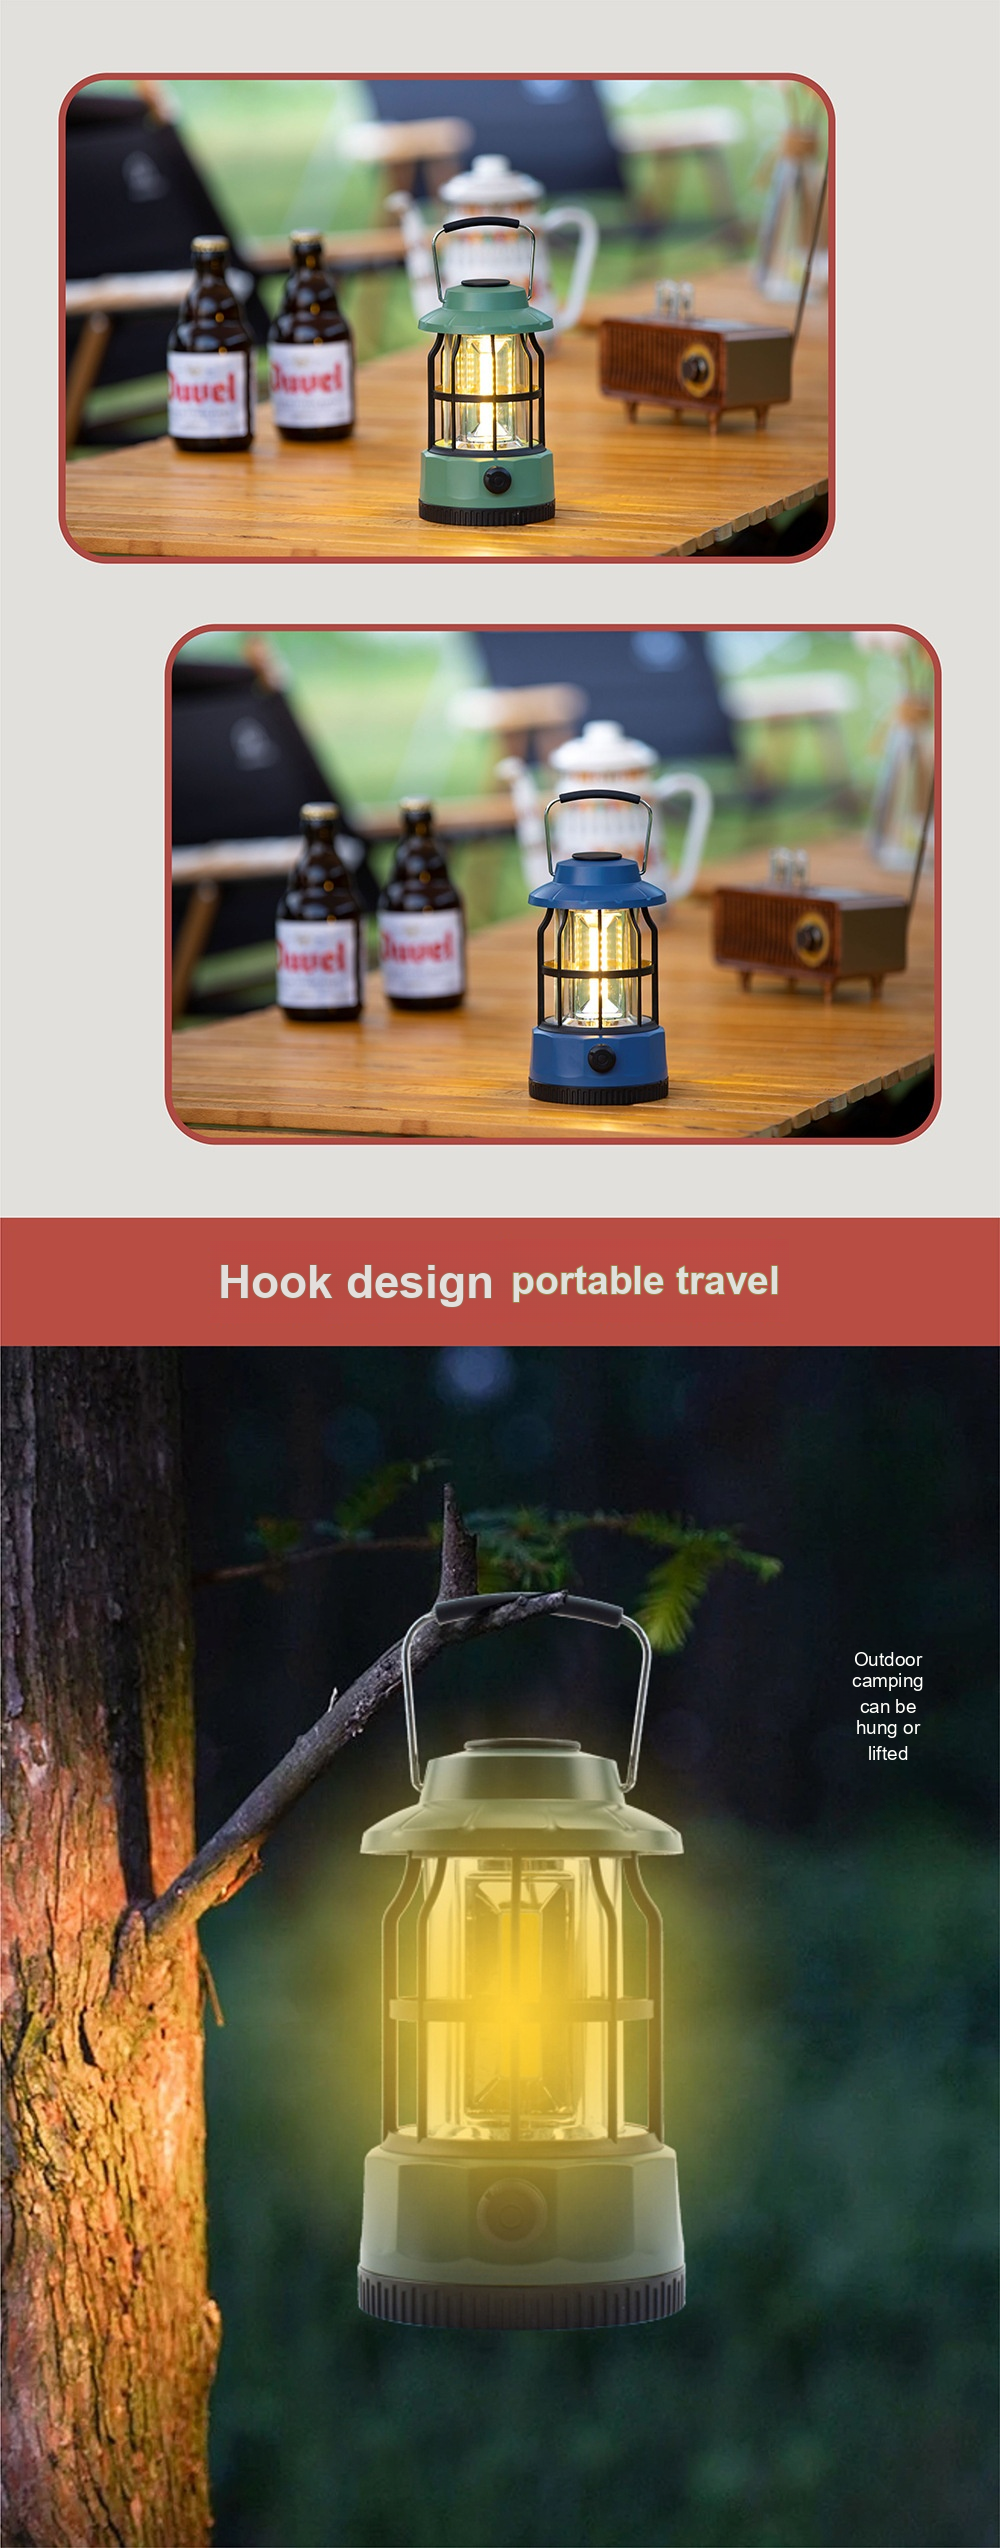 Duvel
Duvel
Duvel
Duvel
Hook design portable travel
Outdoor
camping
can be
hung or
lifted